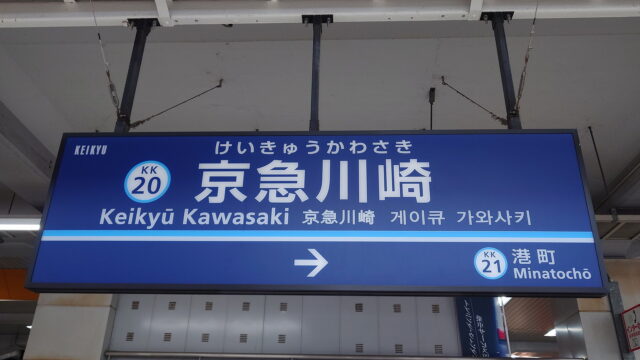 KEIKYU
けいきゅうかわさき
KK
20
京急川崎
Keikyū Kawasaki 京急川崎 게이큐 가와사키
→
KK
21
港町
Minatochō